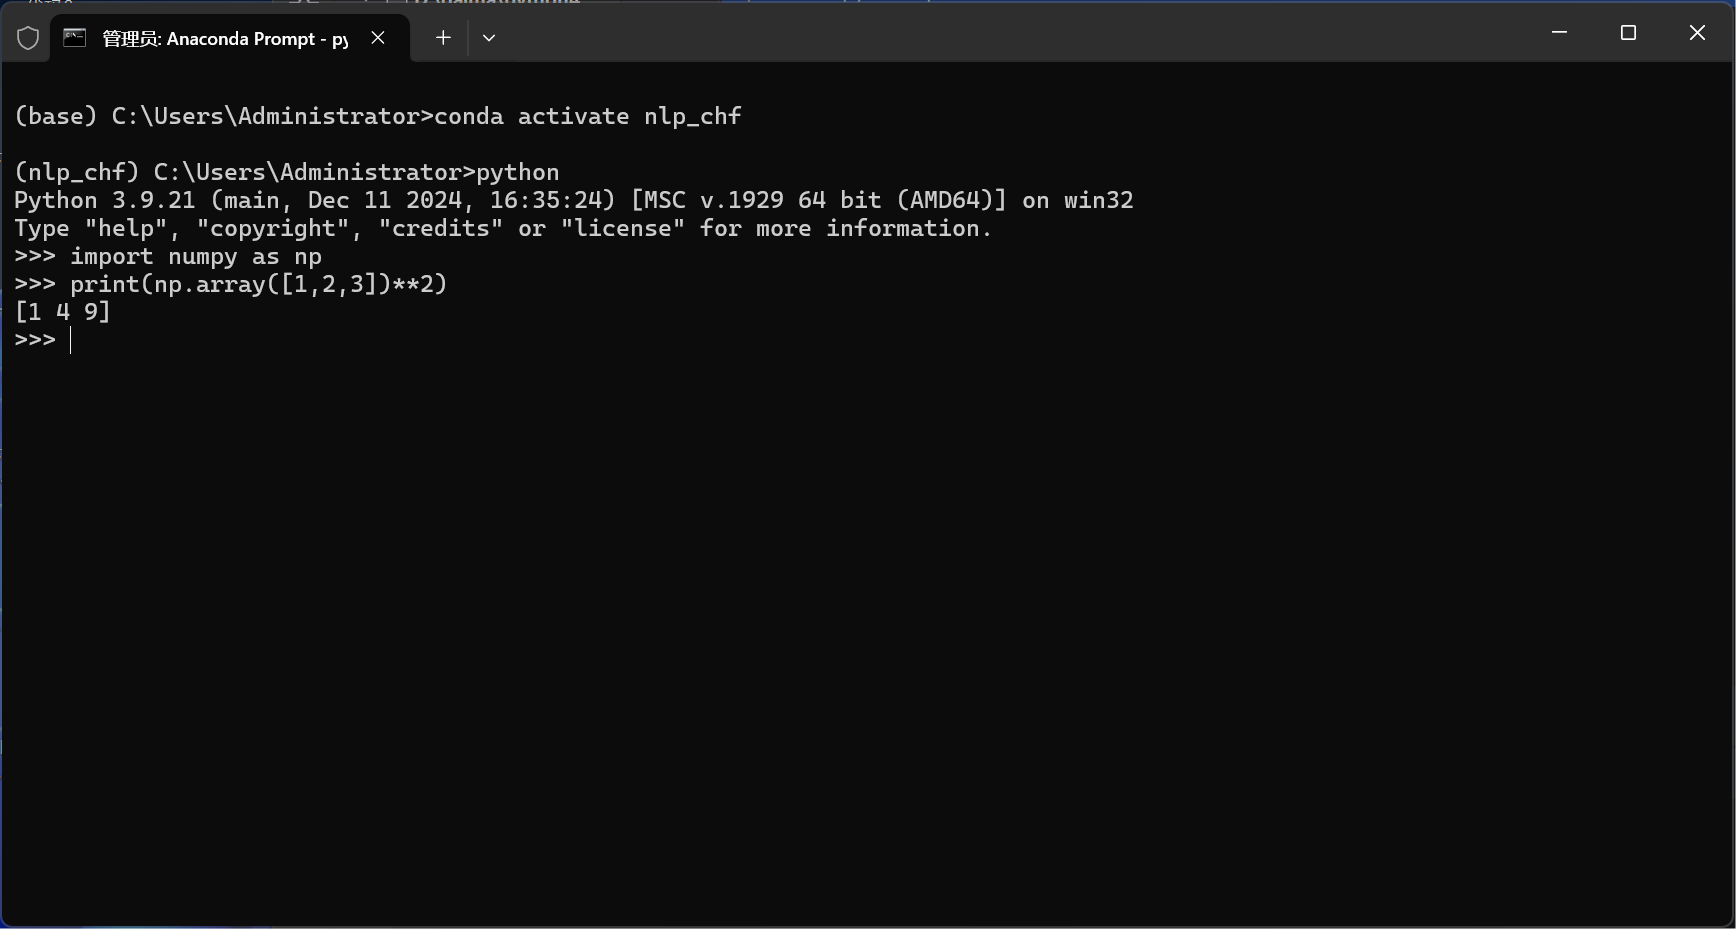 管理员: Anaconda Prompt - py
(base) C:\Users\Administrator>conda activate nlp_chf
(nlp_chf) C:\Users\Administrator>python
Python 3.9.21 (main, Dec 11 2024, 16:35:24) [MSC v.1929 64 bit (AMD64)] on win32
Type "help", "copyright", "credits" or "license" for more information.
>>> import numpy as np
>>> print(np.array([1,2,3])**2)
[1 4 9]
>>>